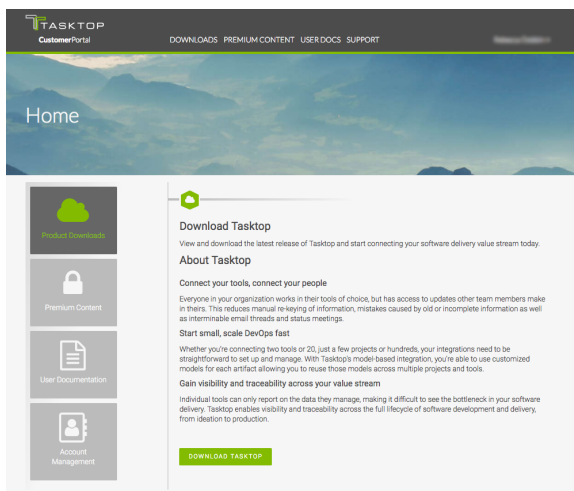 TASKTOP
CustomerPortal
DOWNLOADS PREMIUM CONTENT USER DOCS SUPPORT
Home
Product Downloads
Premium Content
User Documentation
Account
Management
Download Tasktop
View and download the latest release of Tasktop and start connecting your software delivery value stream today.
About Tasktop
Connect your tools, connect your people
Everyone in your organization works in their tools of choice, but has access to updates other team members make
in theirs. This reduces manual re-keying of information, mistakes caused by old or incomplete information as well
as interminable email threads and status meetings.
Start small, scale DevOps fast
Whether you're connecting two tools or 20, just a few projects or hundreds, your integrations need to be
straightforward to set up and manage. With Tasktop's model-based integration, you're able to use customized
models for each artifact allowing you to reuse those models across multiple projects and tools.
Gain visibility and traceability across your value stream
Individual tools can only report on the data they manage, making it difficult to see the bottleneck in your software
delivery. Tasktop enables visibility and traceability across the full lifecycle of software development and delivery,
from ideation to production.
DOWNLOAD TASKTOP